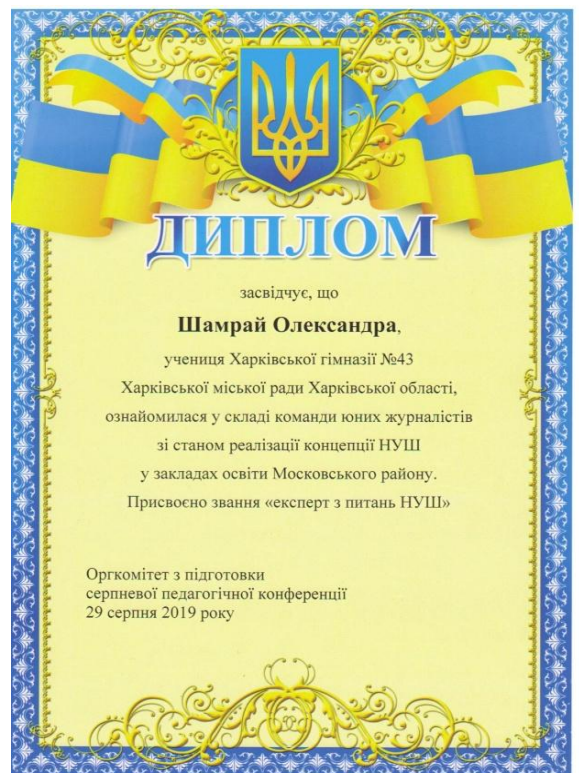 ДИПЛОМ
засвідчує, що
Шамрай Олександра,
учениця Харківської гімназії №43
Харківської міської ради Харківської області,
ознайомилася у складі команди юних журналістів
зі станом реалізації концепції НУШ
у закладах освіти Московського району.
Присвоєно звання «експерт з питань НУШ»
Оргкомітет з підготовки
серпневої педагогічної конференції
29 серпня 2019 року